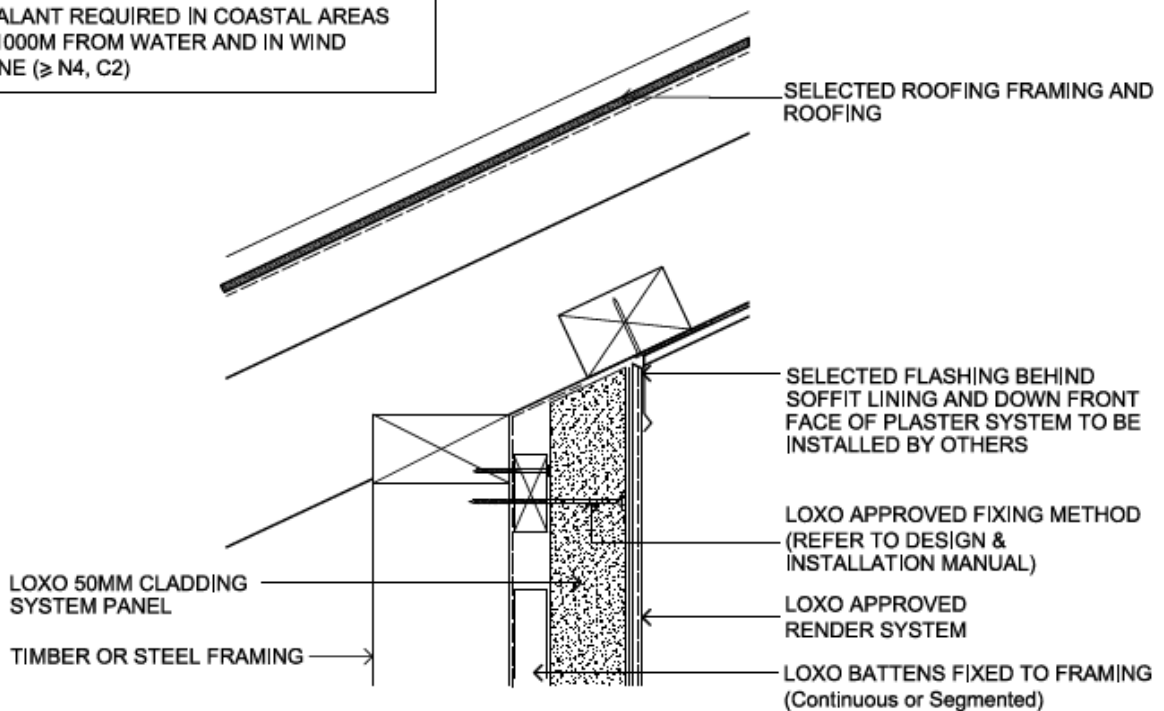 REQUIRED IN COASTAL AREAS
1000M FROM WATER AND IN WIND
(⩾ N4, C2)
SELECTED ROOFING FRAMING AND
ROOFING
SELECTED FLASHING BEHIND
SOFFIT LINING AND DOWN FRONT
FACE OF PLASTER SYSTEM TO BE
INSTALLED BY OTHERS
LOXO APPROVED FIXING METHOD
(REFER TO DESIGN &
INSTALLATION MANUAL)
LOXO 50MM CLADDING
SYSTEM PANEL
LOXO APPROVED
RENDER SYSTEM
TIMBER OR STEEL FRAMING
LOXO BATTENS FIXED TO FRAMING
(Continuous or Segmented)